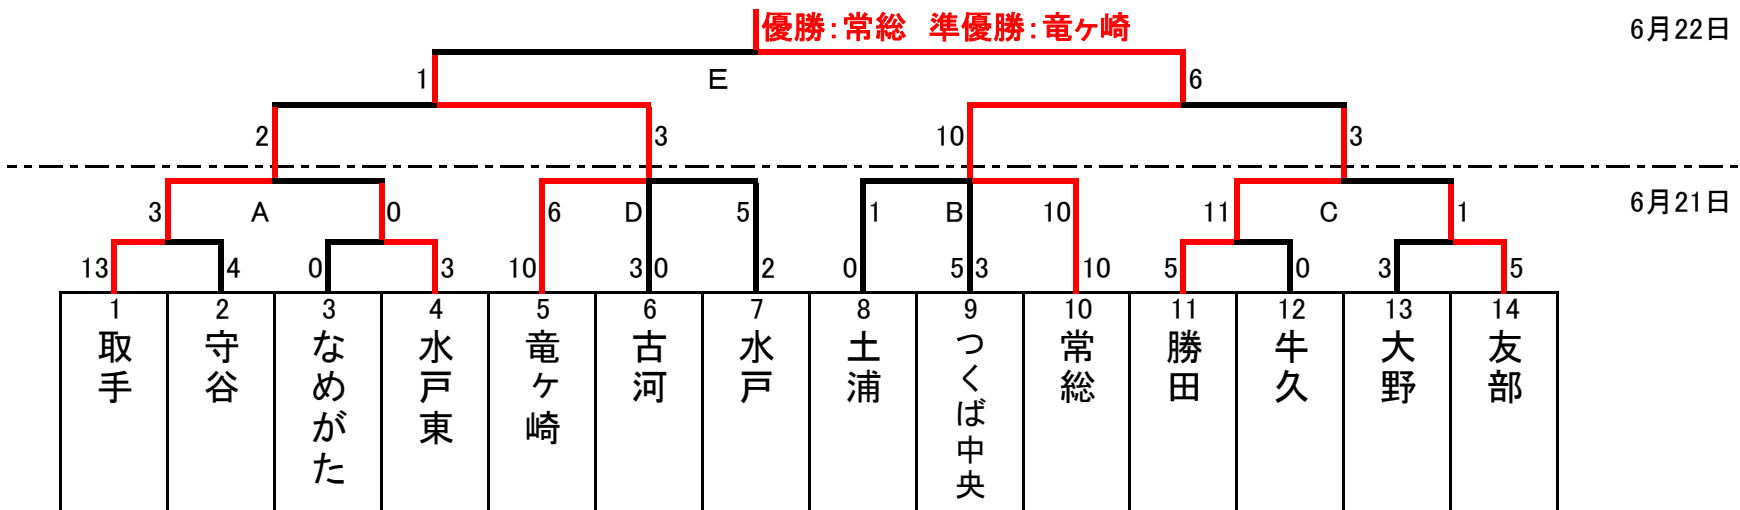 優勝：常総　準優勝：竜ヶ崎
6月22日
1 E 6
2 3 10 3
6月21日
3 A 0 6 D 5 1 B 10 11 C 1
13 4 0 3 10 3 0 2 0 5 3 10 5 0 3 5
1 2 3 4 5 6 7 8 9 10 11 12 13 14
取手
守谷
なめがた
水戸東
竜ヶ崎
古河
水戸
土浦
つくば中央
常総
勝田
牛久
大野
友部